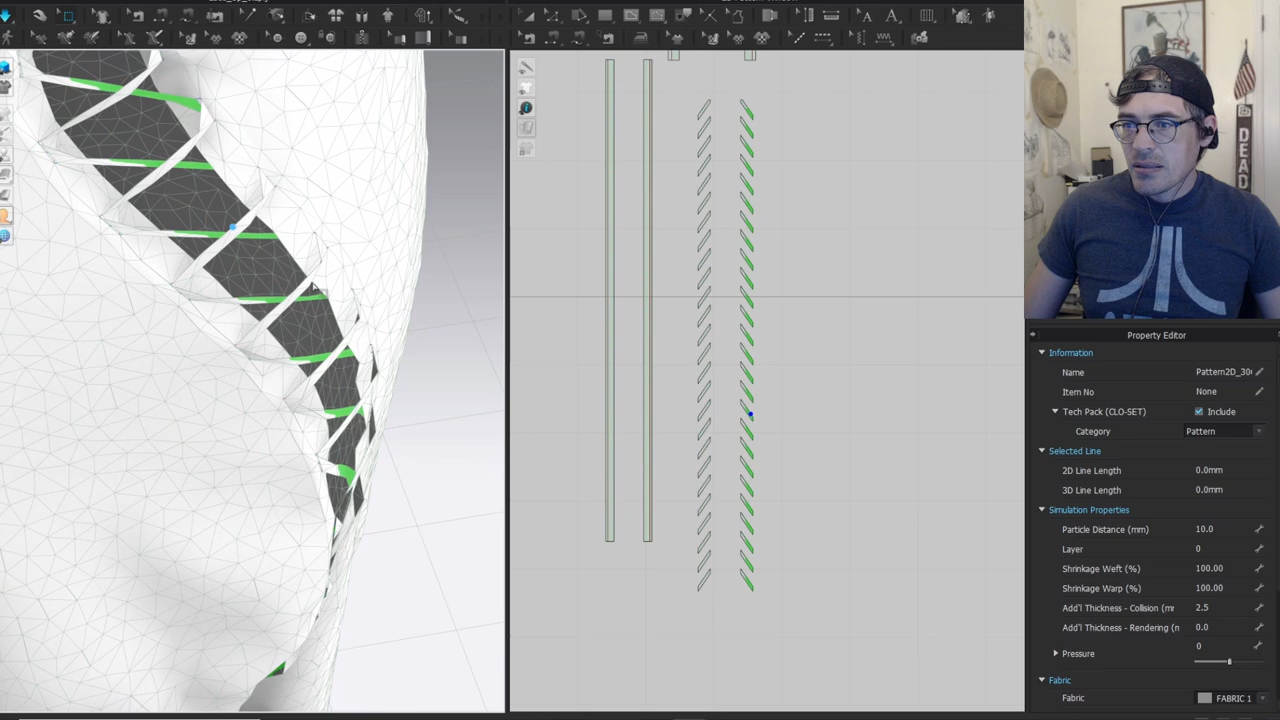 Property Editor
Information
Name Pattern2D_30
Item No None
Tech Pack (CLO-SET) Include
Category Pattern
Selected Line
2D Line Length 0.0mm
3D Line Length 0.0mm
Simulation Properties
Particle Distance (mm) 10.0
Layer 0
Shrinkage Weft (%) 100.00
Shrinkage Warp (%) 100.00
Add'l Thickness - Collision (mr 2.5
Add'l Thickness - Rendering (n 0.0
Pressure 0
Fabric
Fabric FABRIC 1
DEAD